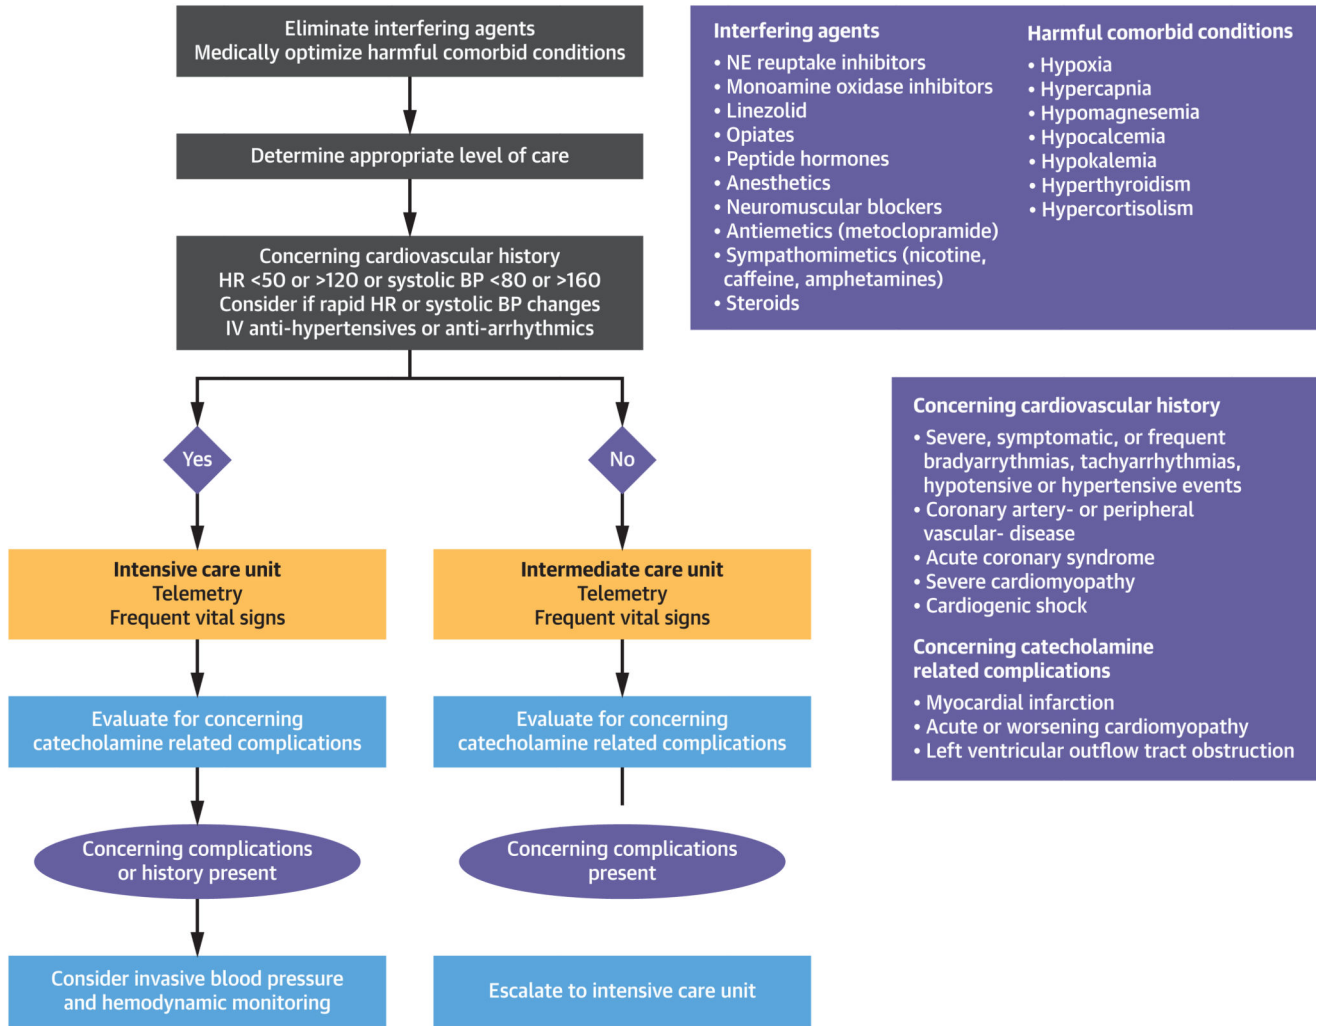 Eliminate interfering agents
Medically optimize harmful comorbid conditions
Determine appropriate level of care
Concerning cardiovascular history
HR <50 or >120 or systolic BP <80 or >160
Consider if rapid HR or systolic BP changes
IV anti-hypertensives or anti-arrhythmics
Yes
No
Intensive care unit
Telemetry
Frequent vital signs
Intermediate care unit
Telemetry
Frequent vital signs
Evaluate for concerning
catecholamine related complications
Evaluate for concerning
catecholamine related complications
Concerning complications
or history present
Concerning complications
present
Consider invasive blood pressure
and hemodynamic monitoring
Escalate to intensive care unit
Interfering agents
• NE reuptake inhibitors
• Monoamine oxidase inhibitors
• Linezolid
• Opiates
• Peptide hormones
• Anesthetics
• Neuromuscular blockers
• Antiemetics (metoclopramide)
• Sympathomimetics (nicotine,
caffeine, amphetamines)
• Steroids
Harmful comorbid conditions
• Hypoxia
• Hypercapnia
• Hypomagnesemia
• Hypocalcemia
• Hypokalemia
• Hyperthyroidism
• Hypercortisolism
Concerning cardiovascular history
• Severe, symptomatic, or frequent
bradyarrythmias, tachyarrhythmias,
hypotensive or hypertensive events
• Coronary artery- or peripheral
vascular- disease
• Acute coronary syndrome
• Severe cardiomyopathy
• Cardiogenic shock
Concerning catecholamine
related complications
• Myocardial infarction
• Acute or worsening cardiomyopathy
• Left ventricular outflow tract obstruction